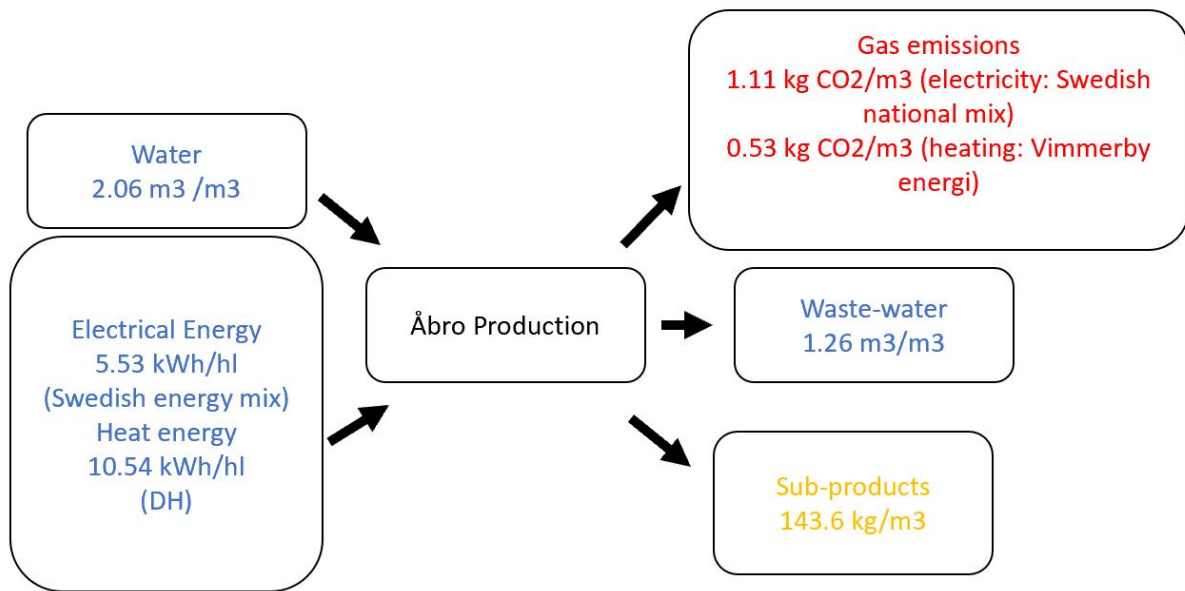 Water
2.06 m3 /m3
Electrical Energy
5.53 kWh/hl
(Swedish energy mix)
Heat energy
10.54 kWh/hl
(DH)
Åbro Production
Gas emissions
1.11 kg CO2/m3 (electricity: Swedish
national mix)
0.53 kg CO2/m3 (heating: Vimmerby
energi)
Waste-water
1.26 m3/m3
Sub-products
143.6 kg/m3